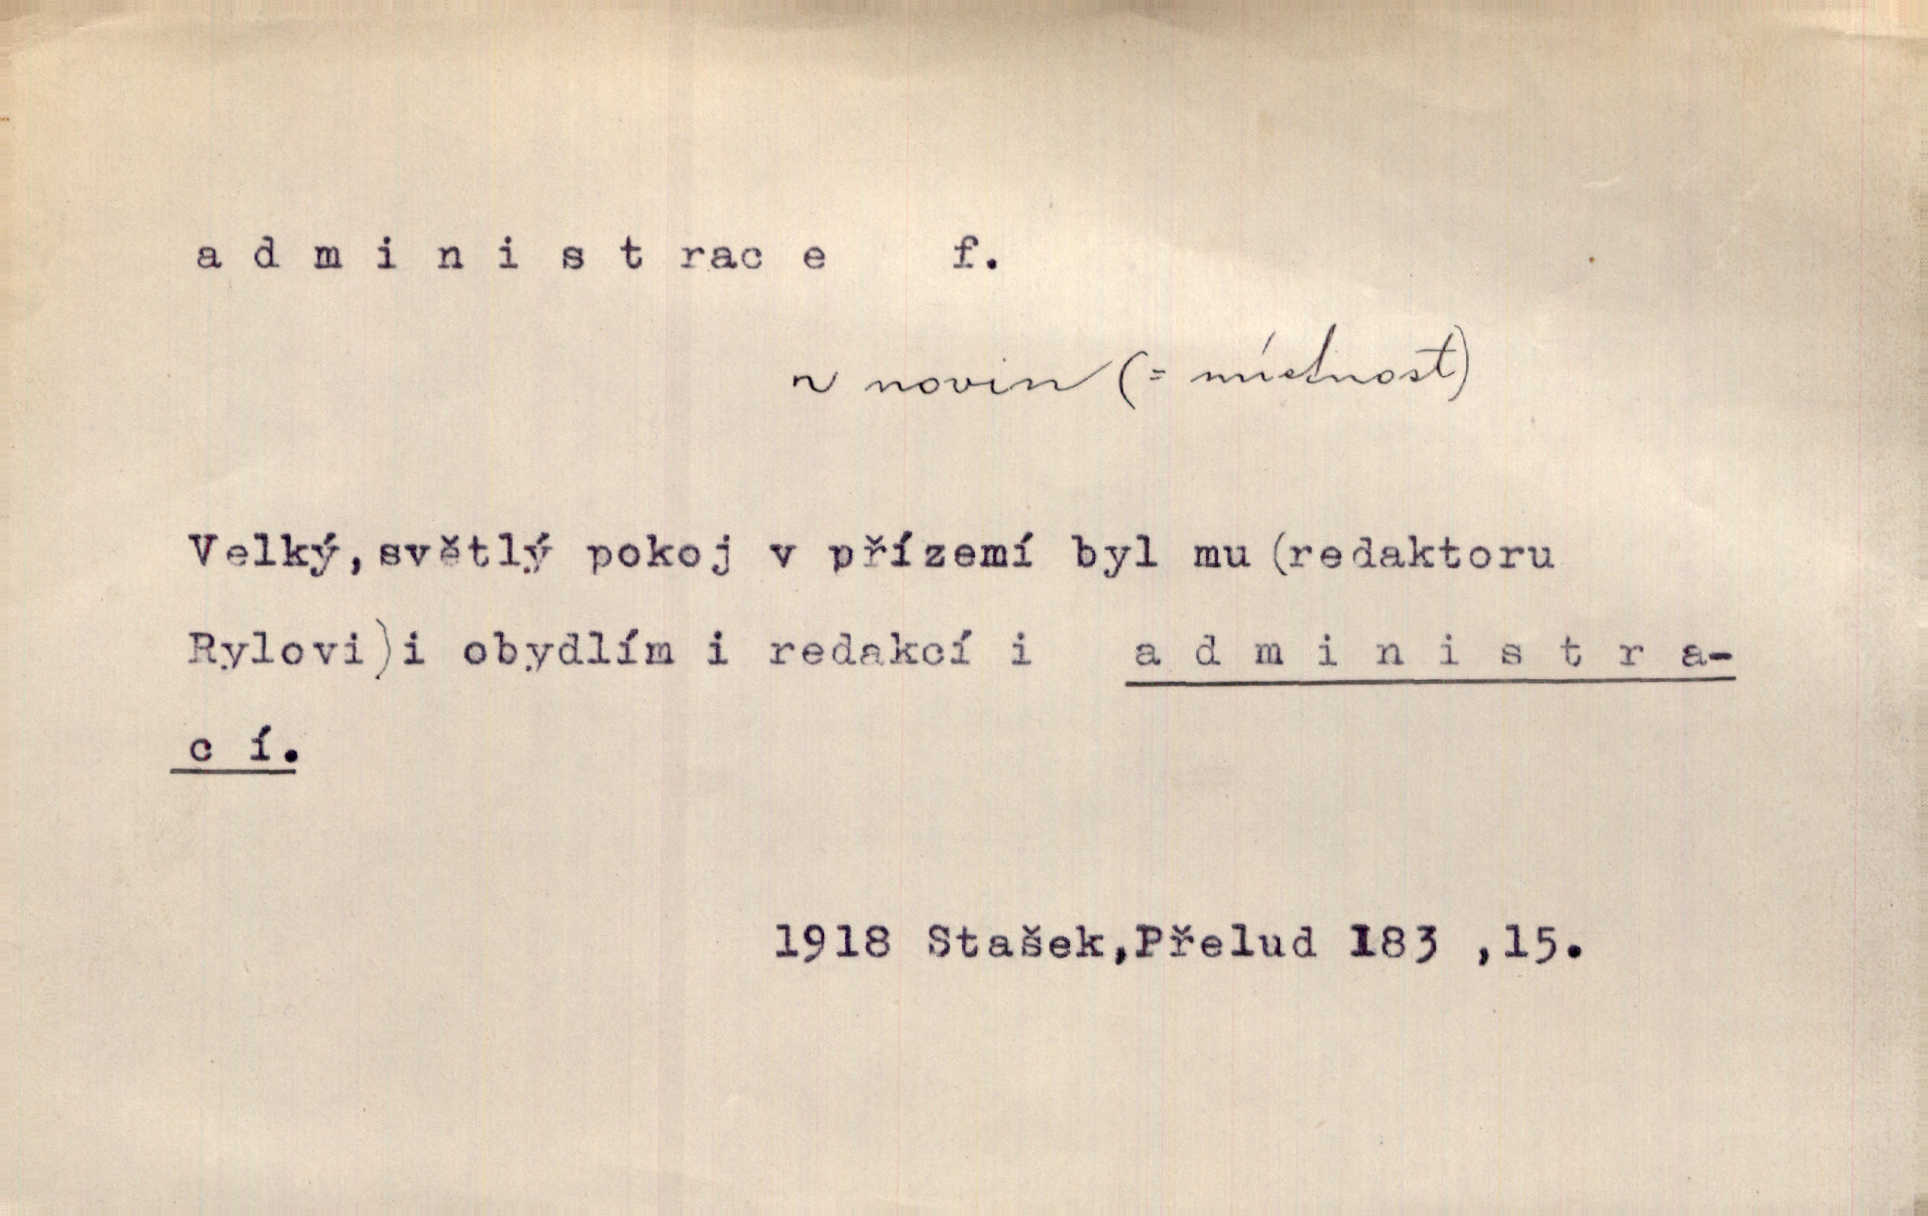 a d m i n i s t rac e f.
u novin (= místnost)
Velký, světlý pokoj v přízemí byl mu (redaktoru
Rylovi) i obydlím i redakcí i a d m i n i s t r a-
c í.
1918 Stašek,Přelud 183 ,15.